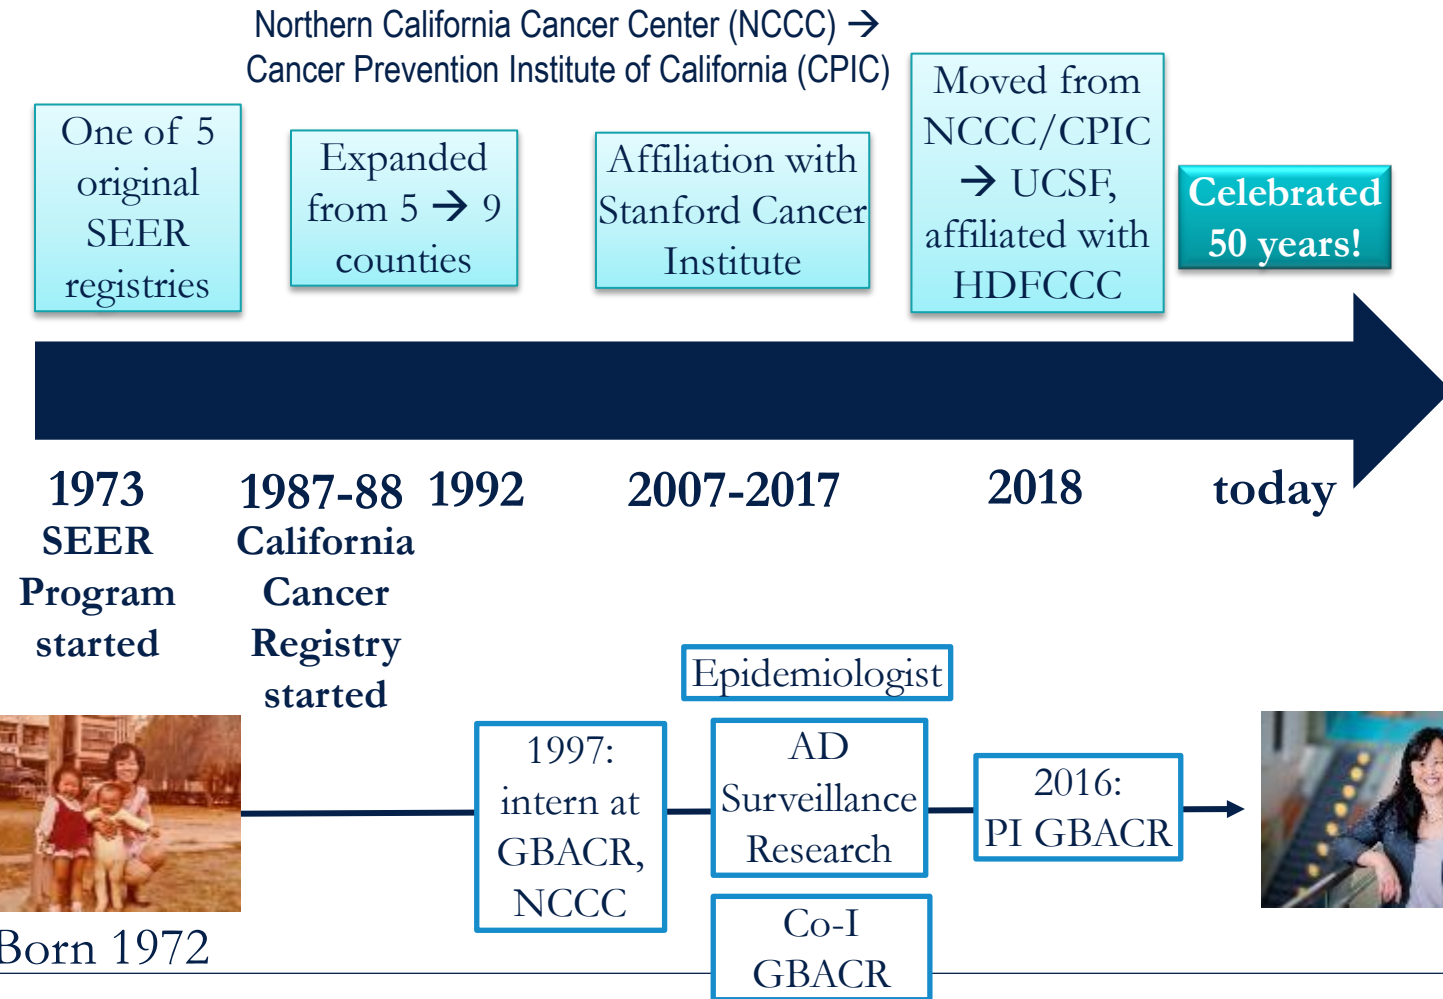 Northern California Cancer Center (NCCC) →
Cancer Prevention Institute of California (CPIC)
One of 5
original
SEER
registries
Expanded
from 5 → 9
counties
Affiliation with
Stanford Cancer
Institute
Moved from
NCCC/CPIC
→ UCSF,
affiliated with
HDFCCC
Celebrated
50 years!
1973
SEER
Program
started
1987-88
California
Cancer
Registry
started
1992
2007-2017
2018
today
Born 1972
1997:
intern at
GBACR,
NCCC
Epidemiologist
AD
Surveillance
Research
Co-I
GBACR
2016:
PI GBACR